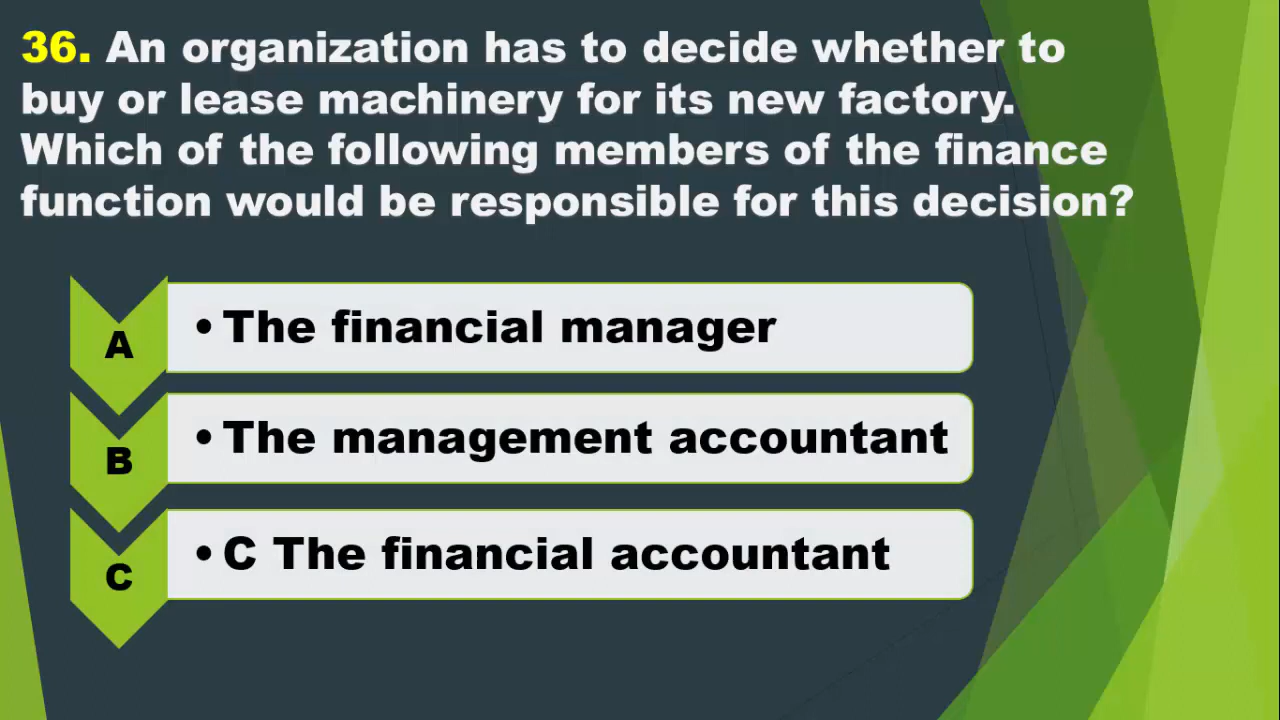 36. An organization has to decide whether to
buy or lease machinery for its new factory.
Which of the following members of the finance
function would be responsible for this decision?
A
• The financial manager
B
• The management accountant
C
• C The financial accountant